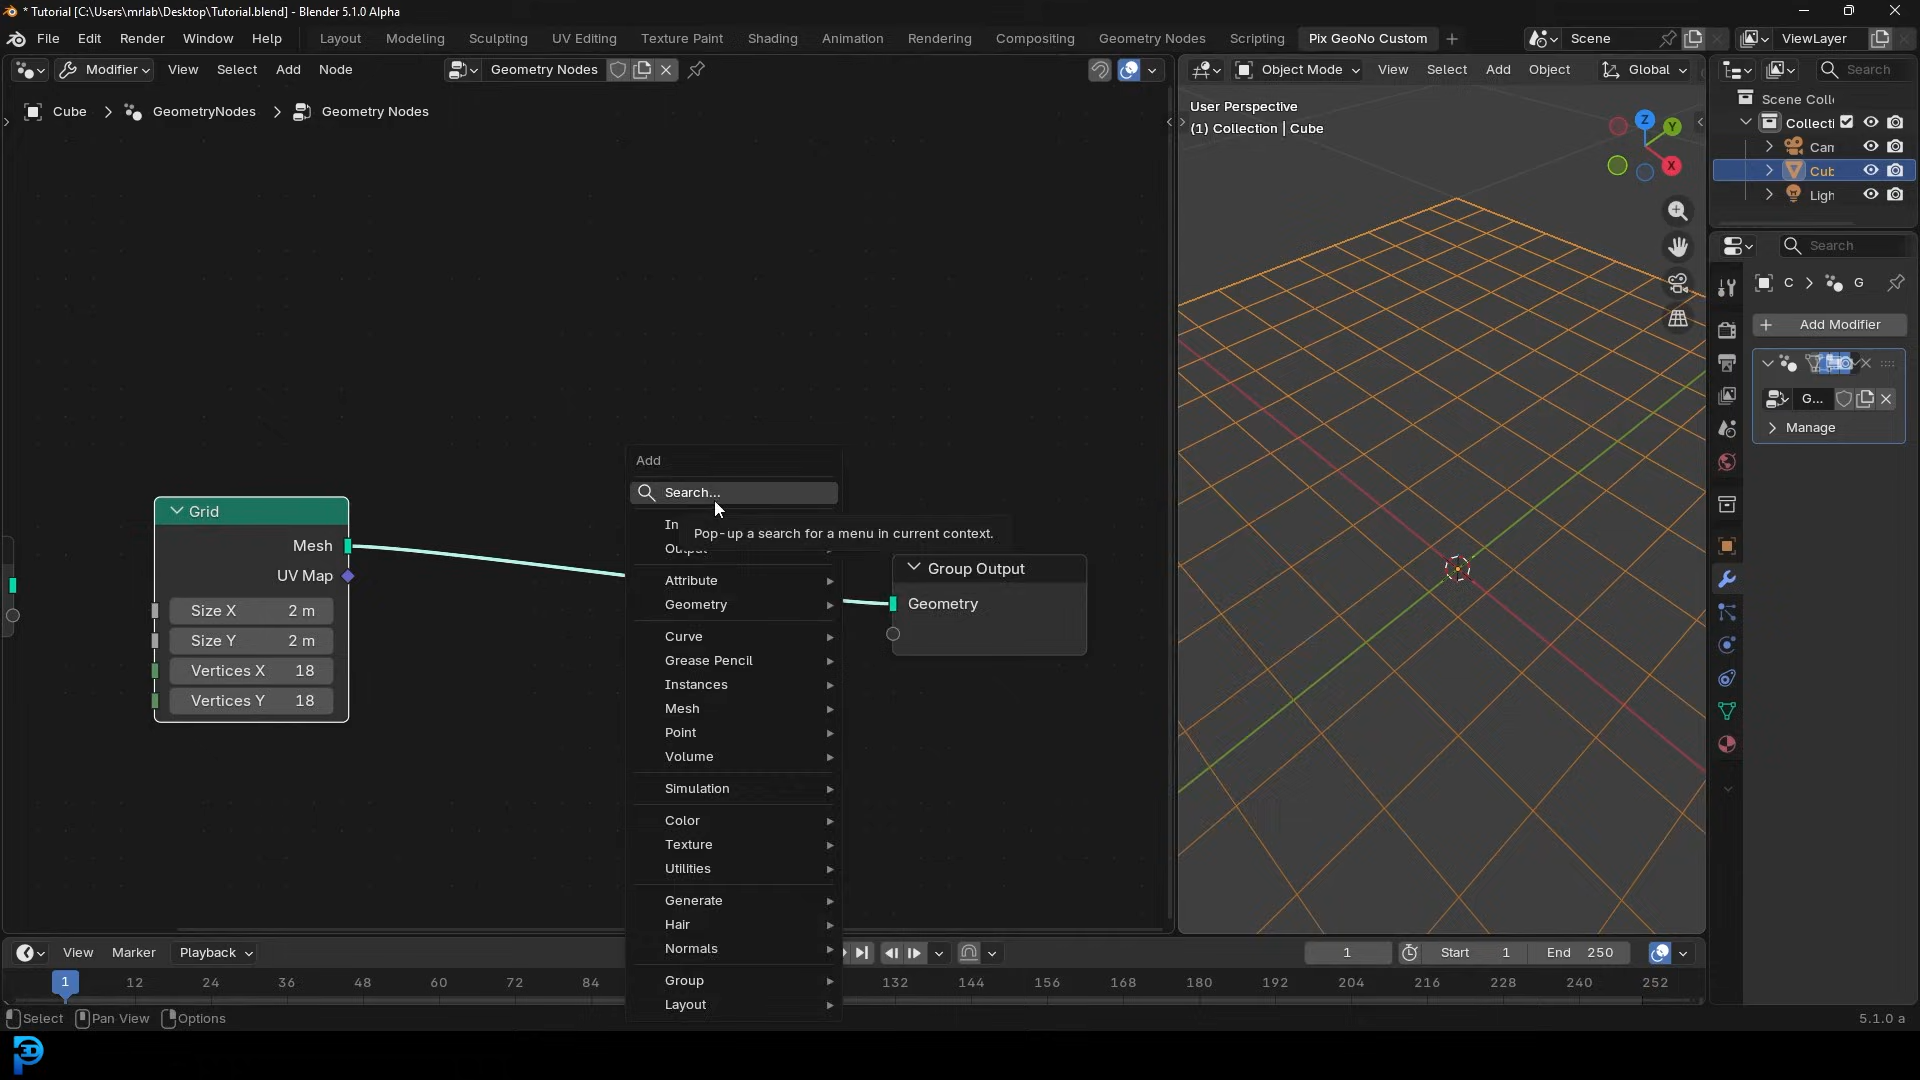 * Tutorial [C:\Users\mrlab\Desktop\Tutorial.blend] - Blender 5.1.0 Alpha
File Edit Render Window Help Layout Modeling Sculpting UV Editing Texture Paint Shading Animation Rendering Compositing Geometry Nodes Scripting Pix GeoNo Custom + Scene ViewLayer
Modifier View Select Add Node Geometry Nodes Object Mode View Select Add Object Global Search
Cube > GeometryNodes > Geometry Nodes
User Perspective
(1) Collection | Cube
Z
Y
X
Scene Coll
Collecti
Can
Cub
Ligh
Search
C > G
+ Add Modifier
G...
Manage
Grid
Mesh
UV Map
Size X 2 m
Size Y 2 m
Vertices X 18
Vertices Y 18
Add
Search...
In
Pop-up a search for a menu in current context.
Output
Attribute
Geometry
Curve
Grease Pencil
Instances
Mesh
Point
Volume
Simulation
Color
Texture
Utilities
Generate
Hair
Normals
Group
Layout
Group Output
Geometry
View Marker Playback 1 Start 1 End 250
1 12 24 36 48 60 72 84 132 144 156 168 180 192 204 216 228 240 252
Select Pan View Options 5.1.0 a
3D